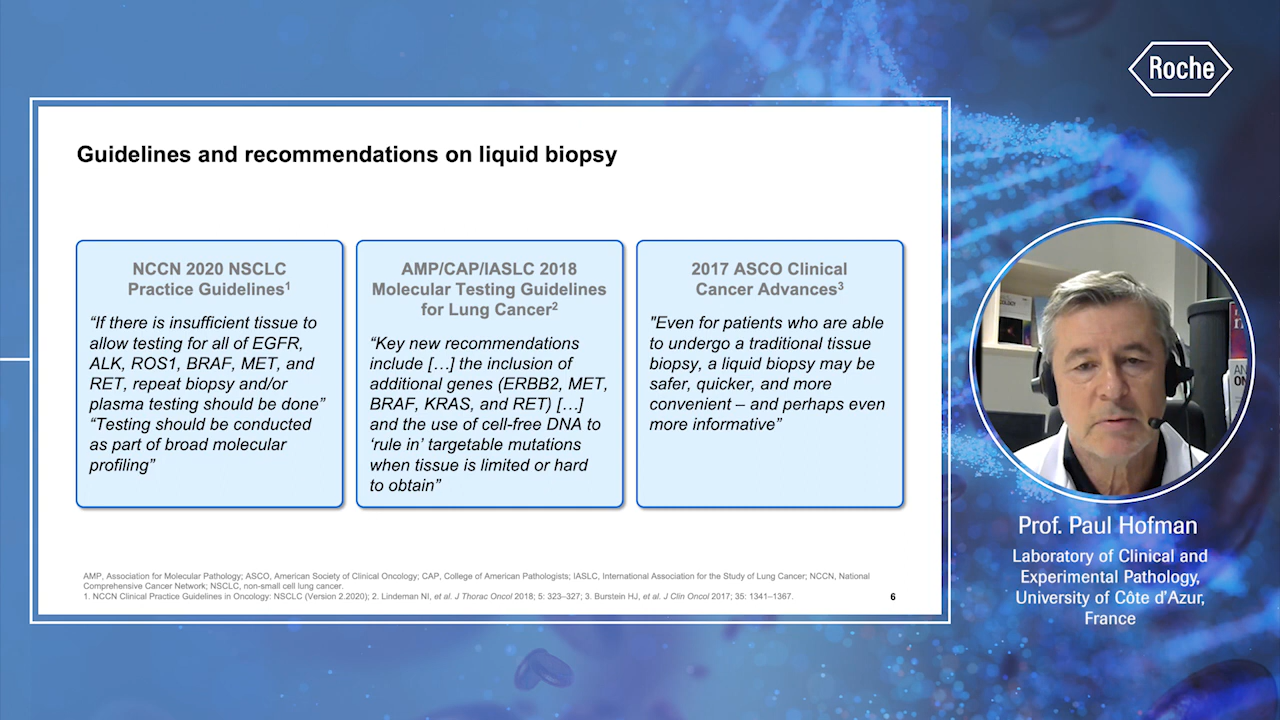 Roche
Guidelines and recommendations on liquid biopsy
NCCN 2020 NSCLC
Practice Guidelines1
“If there is insufficient tissue to
allow testing for all of EGFR,
ALK, ROS1, BRAF, MET, and
RET, repeat biopsy and/or
plasma testing should be done”
“Testing should be conducted
as part of broad molecular
profiling”
AMP/CAP/IASLC 2018
Molecular Testing Guidelines
for Lung Cancer2
“Key new recommendations
include […] the inclusion of
additional genes (ERBB2, MET,
BRAF, KRAS, and RET) […]
and the use of cell-free DNA to
‘rule in’ targetable mutations
when tissue is limited or hard
to obtain”
2017 ASCO Clinical
Cancer Advances3
"Even for patients who are able
to undergo a traditional tissue
biopsy, a liquid biopsy may be
safer, quicker, and more
convenient – and perhaps even
more informative”
AMP, Association for Molecular Pathology; ASCO, American Society of Clinical Oncology; CAP, College of American Pathologists; IASLC, International Association for the Study of Lung Cancer; NCCN, National
Comprehensive Cancer Network; NSCLC, non-small cell lung cancer.
1. NCCN Clinical Practice Guidelines in Oncology: NSCLC (Version 2.2020); 2. Lindeman NI, et al. J Thorac Oncol 2018; 5: 323–327; 3. Burstein HJ, et al. J Clin Oncol 2017; 35: 1341–1367.
6
Prof. Paul Hofman
Laboratory of Clinical and
Experimental Pathology,
University of Côte d'Azur,
France